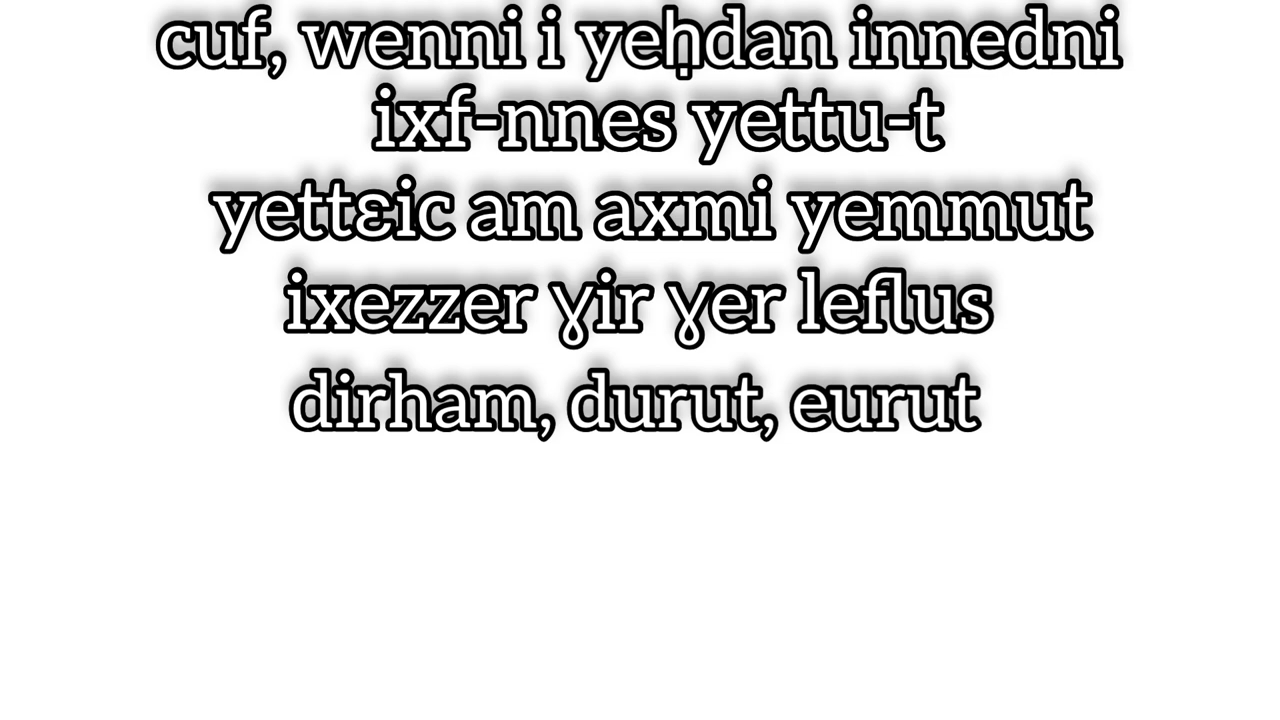 cuf, wenni i yeḥdan innedni
ixf-nnes yettu-t
yettɛic am axmi yemmut
ixezzer ɣir ɣer leflus
dirham, durut, eurut